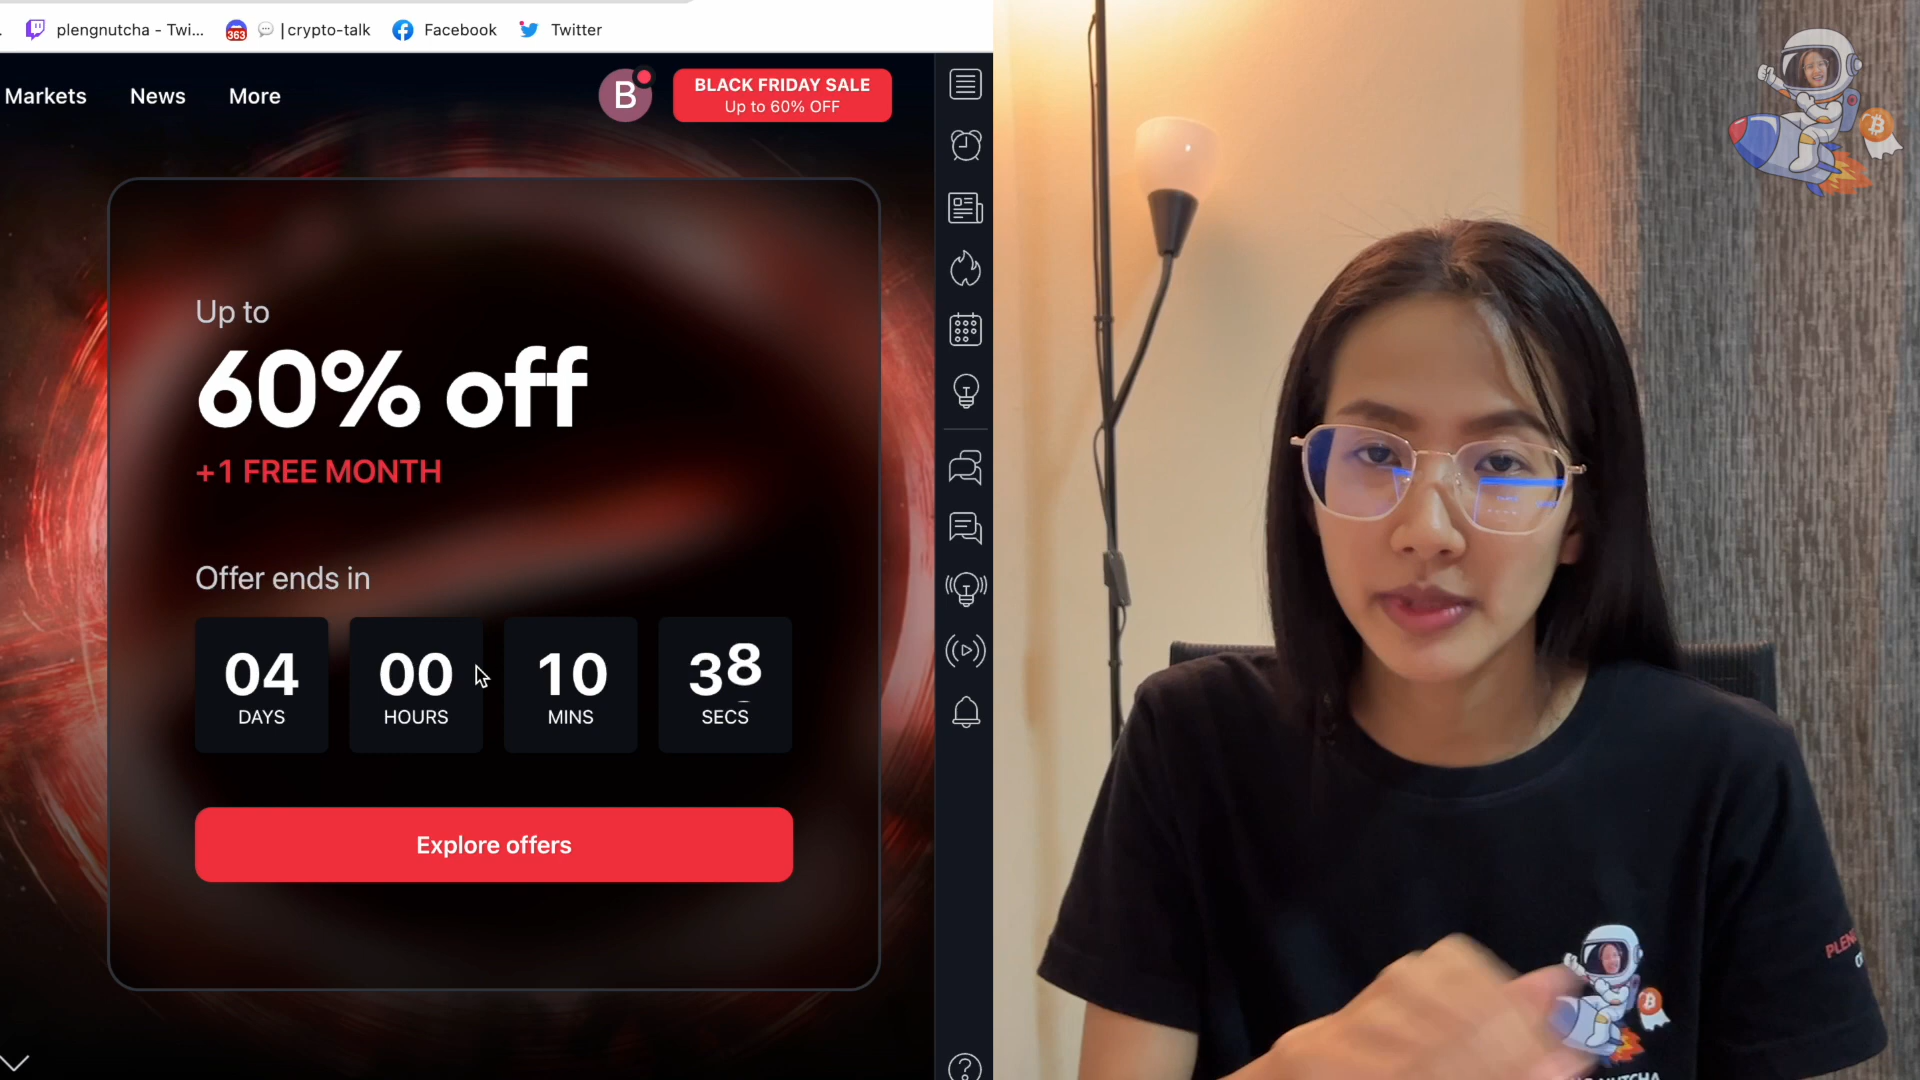 plengnutcha - Twi...
363
| crypto-talk
Facebook
Twitter
Markets
News
More
B
BLACK FRIDAY SALE
Up to 60% OFF
Up to
60% off
+1 FREE MONTH
Offer ends in
04
DAYS
00
HOURS
10
MINS
38
SECS
Explore offers